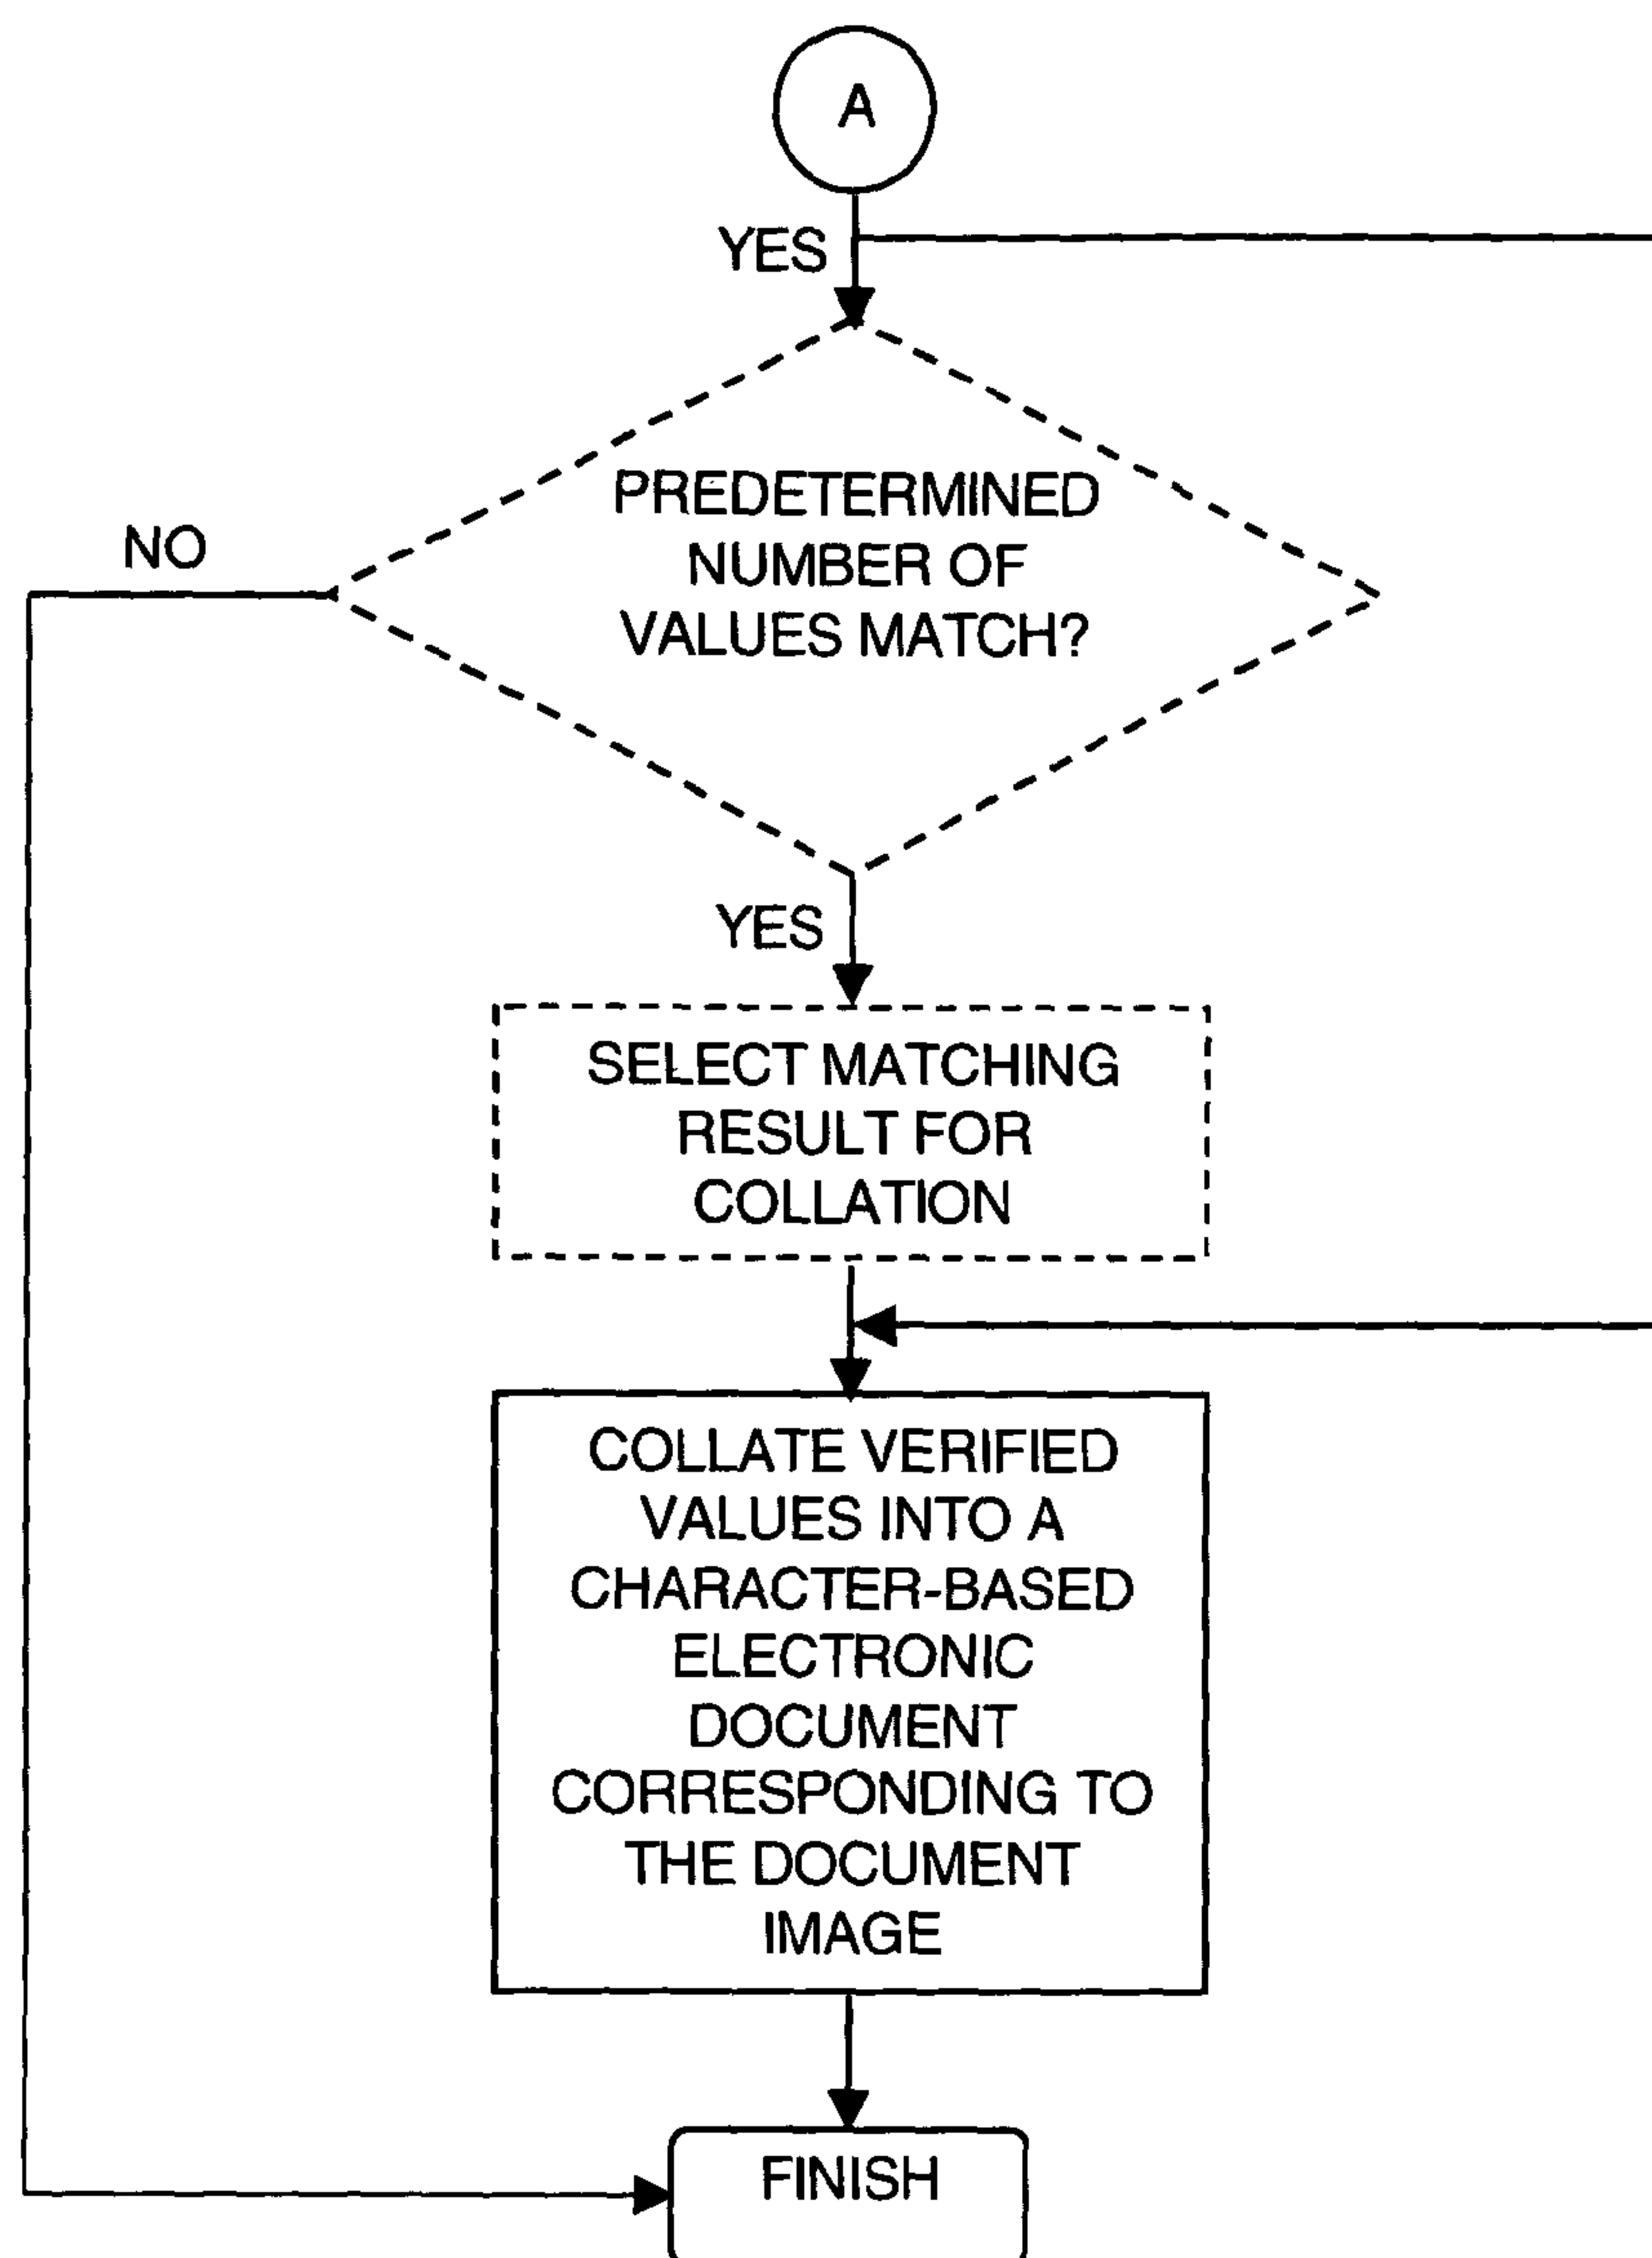 A
YES
PREDETERMINED
NUMBER OF
VALUES MATCH?
NO
YES
SELECT MATCHING
RESULT FOR
COLLATION
COLLATE VERIFIED
VALUES INTO A
CHARACTER-BASED
ELECTRONIC
DOCUMENT
CORRESPONDING TO
THE DOCUMENT
IMAGE
FINISH